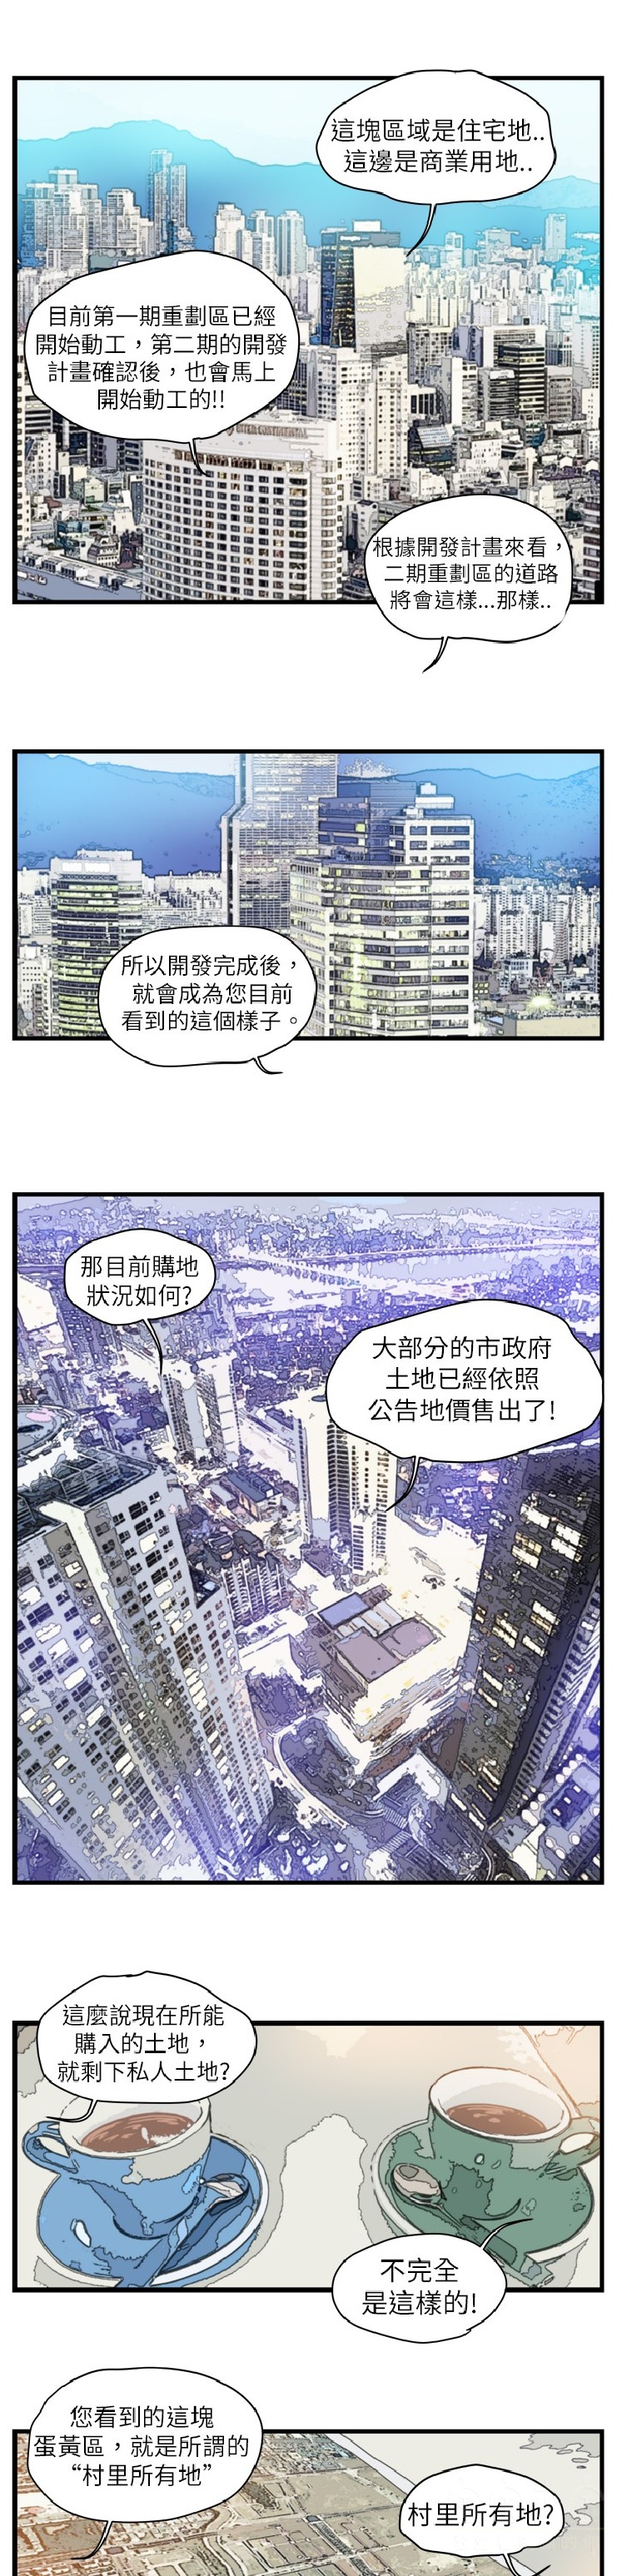 這塊區域是住宅地..
這邊是商業用地..
目前第一期重劃區已經
開始動工，第二期的開發
計畫確認後，也會馬上
開始動工的!!
INTER-CONTINENTAL
根據開發計畫來看，
二期重劃區的道路
將會這樣...那樣..
所以開發完成後，
就會成為您目前
看到的這個樣子。
那目前購地
狀況如何?
大部分的市政府
土地已經依照
公告地價售出了!
這麼說現在所能
購入的土地，
就剩下私人土地?
不完全
是這樣的!
您看到的這塊
蛋黃區，就是所謂的
“村里所有地”
村里所有地?